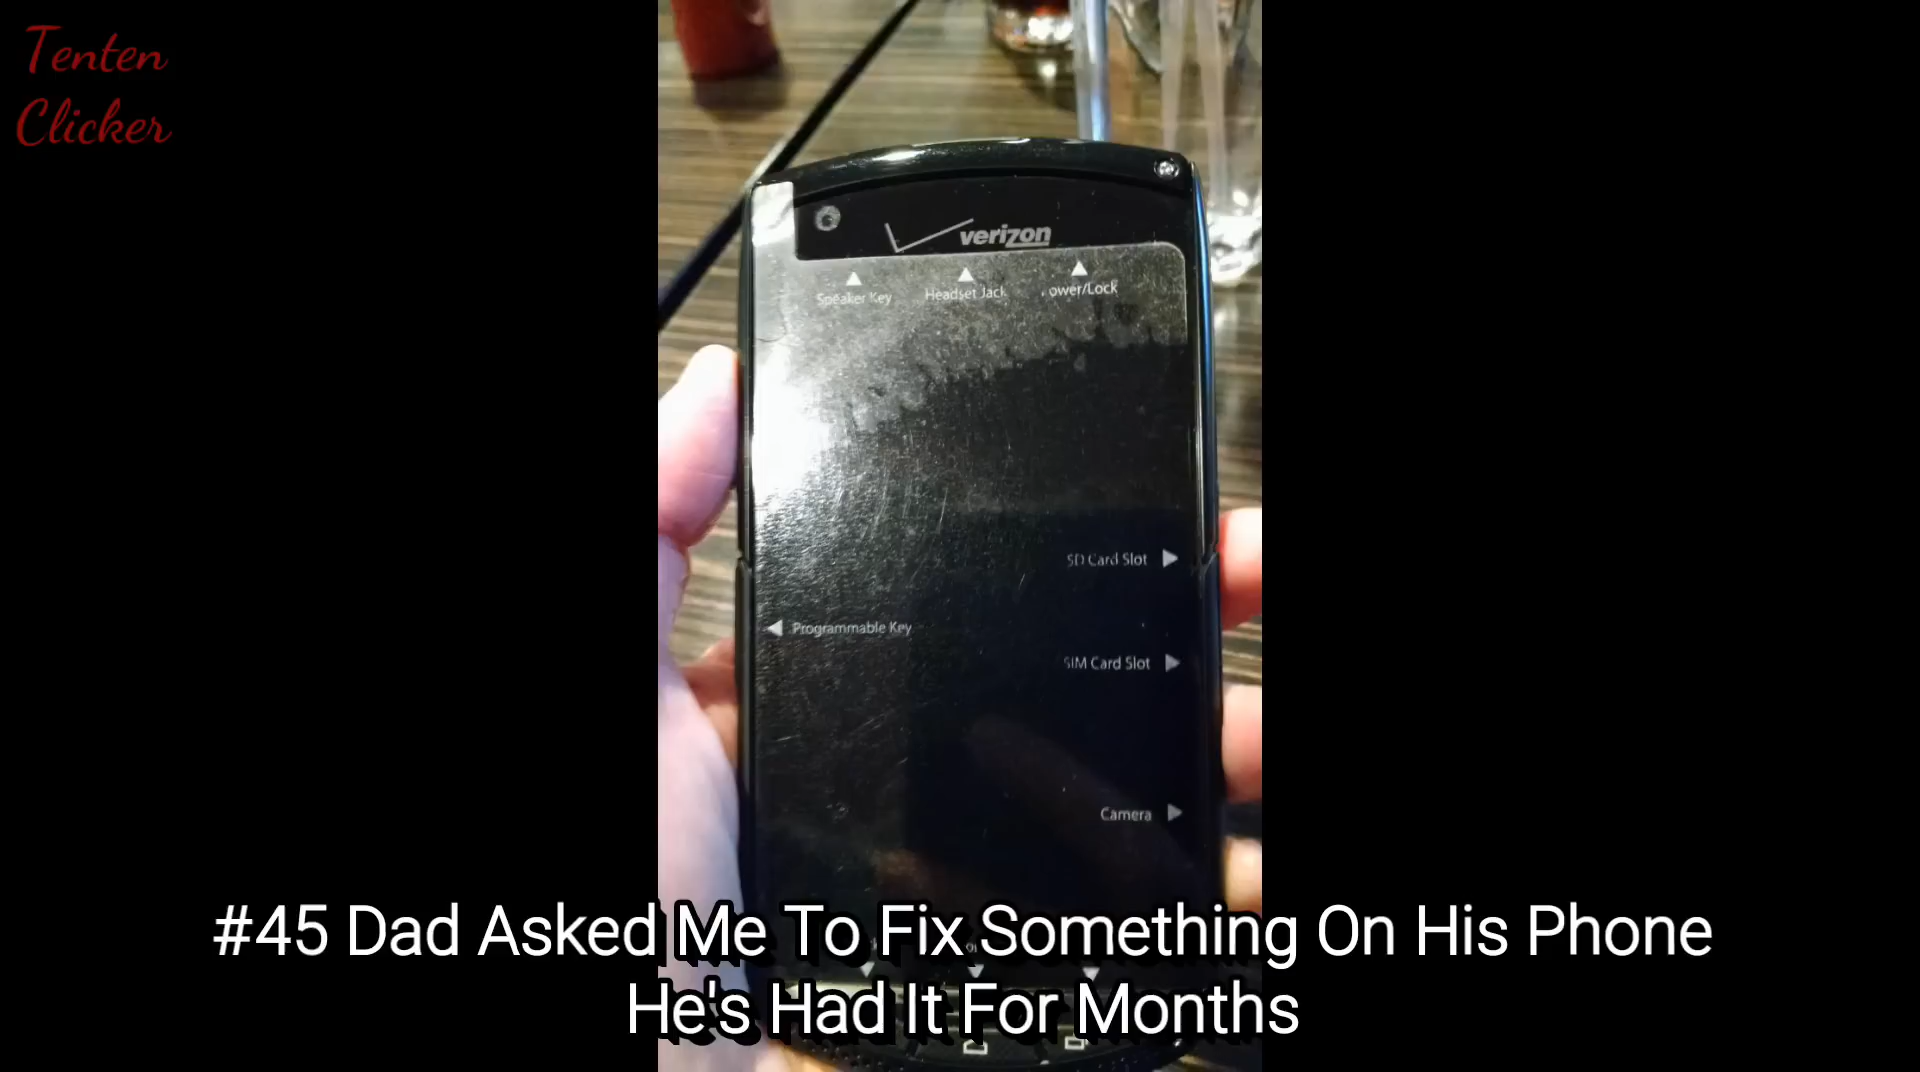 Tenten
Clicker
verizon
Speaker Key
Headset Jack
ower/Lock
SD Card Slot
Programmable Key
SIM Card Slot
Camera
#45 Dad Asked Me To Fix Something On His Phone
He's Had It For Months